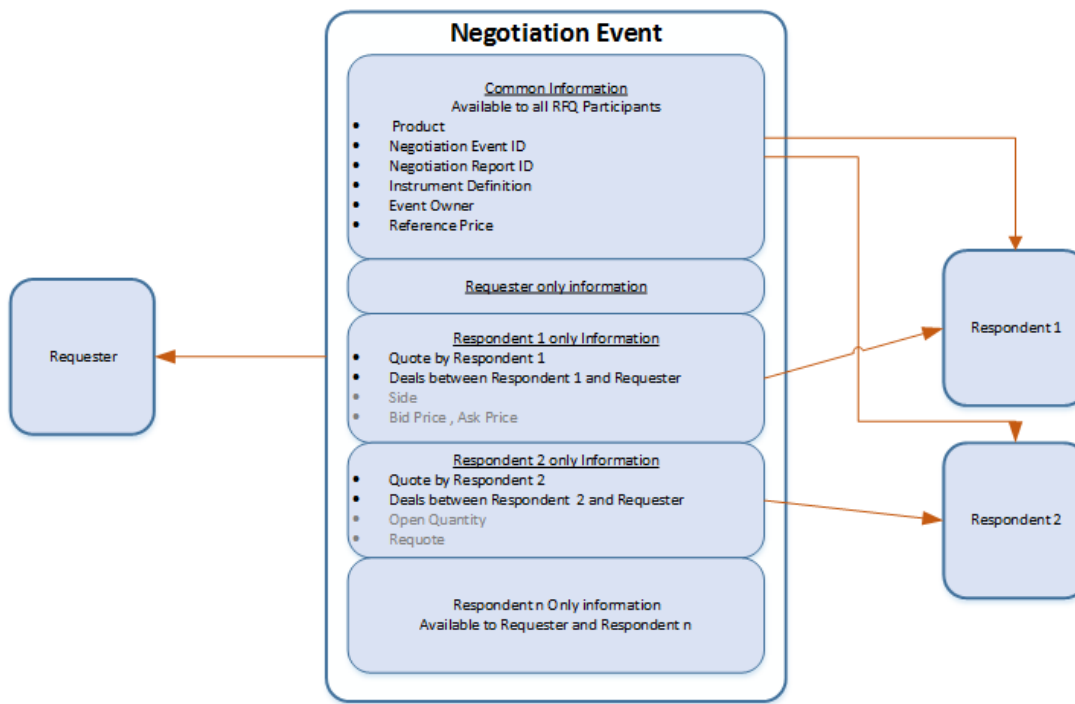 Negotiation Event
Common Information
Available to all RFQ Participants
• Product
• Negotiation Event ID
• Negotiation Report ID
• Instrument Definition
• Event Owner
• Reference Price
Requester only information
Respondent 1 only Information
• Quote by Respondent 1
• Deals between Respondent 1 and Requester
• Side
• Bid Price , Ask Price
Respondent 2 only Information
• Quote by Respondent 2
• Deals between Respondent 2 and Requester
• Open Quantity
• Requote
Respondent n Only information
Available to Requester and Respondent n
Requester
Respondent 1
Respondent 2